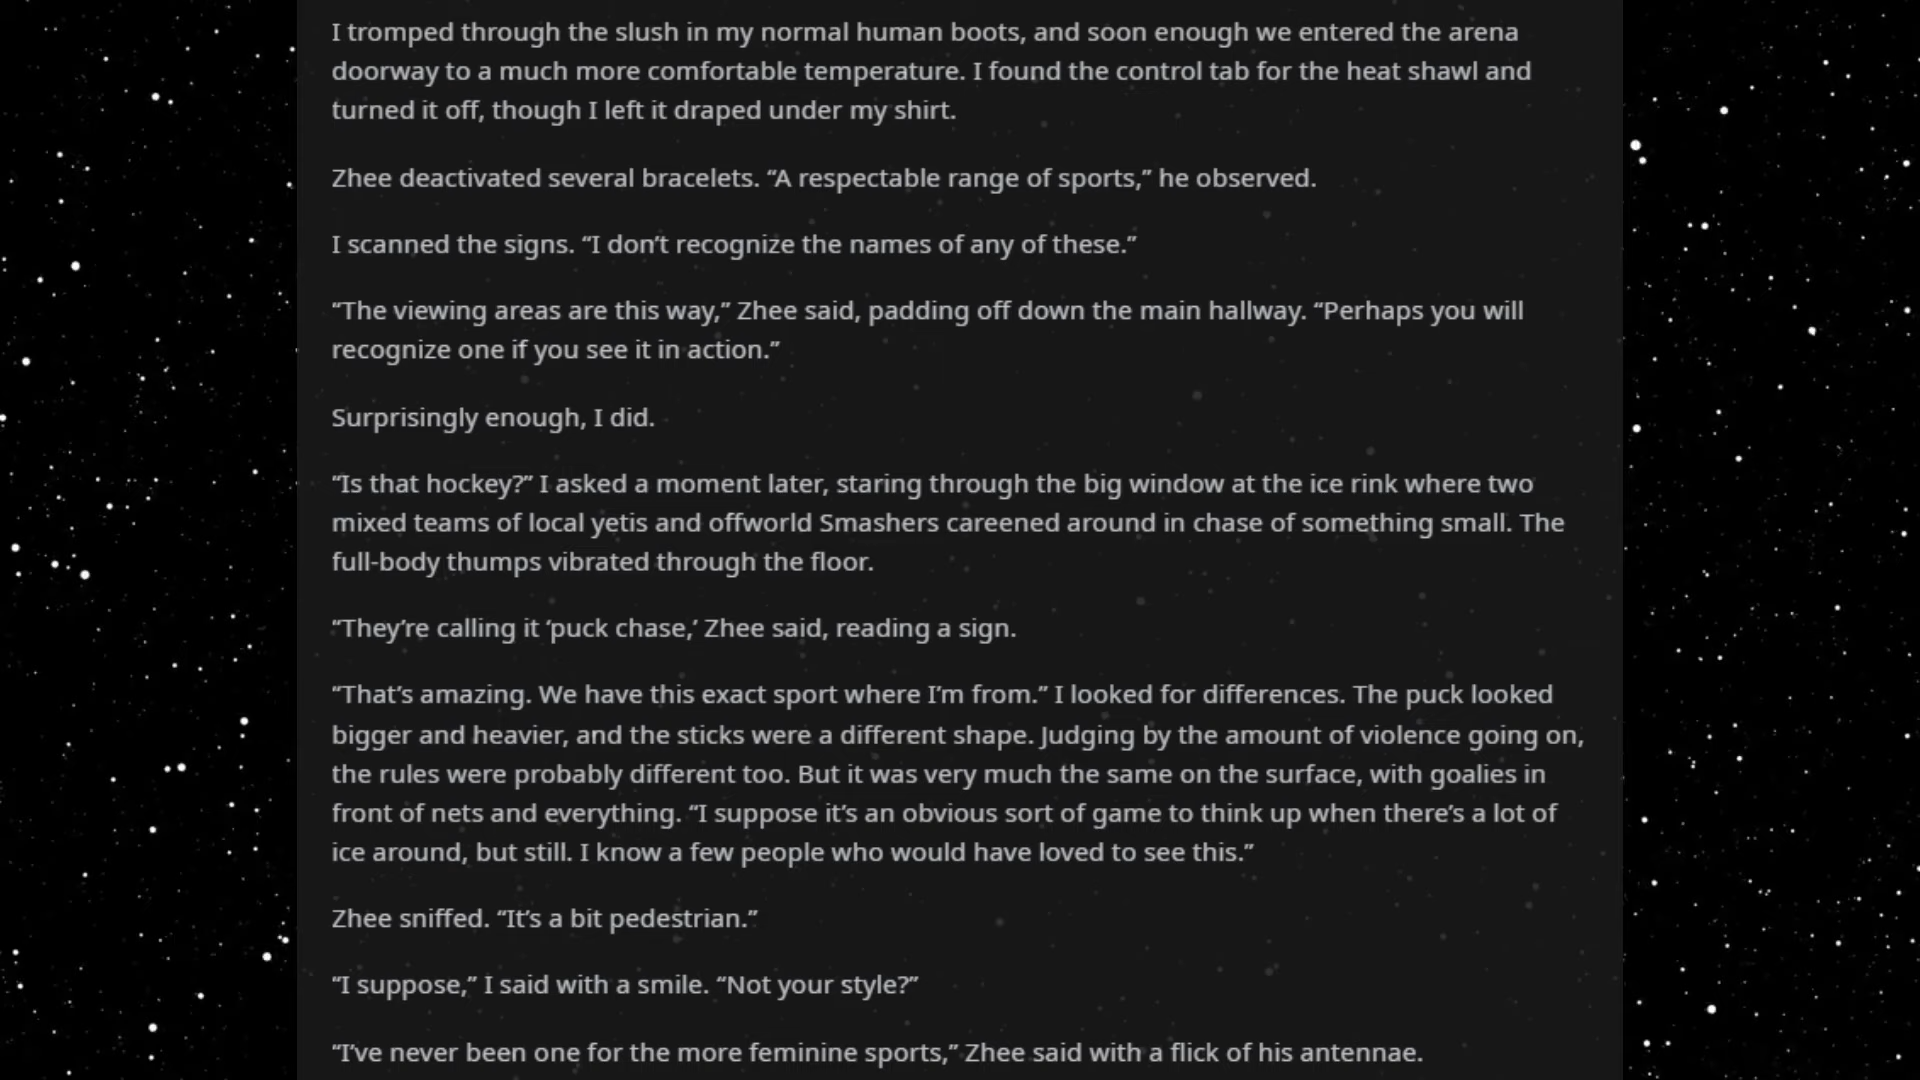 I tromped through the slush in my normal human boots, and soon enough we entered the arena
doorway to a much more comfortable temperature. I found the control tab for the heat shawl and
turned it off, though I left it draped under my shirt.
Zhee deactivated several bracelets. “A respectable range of sports,” he observed.
I scanned the signs. “I don’t recognize the names of any of these.”
“The viewing areas are this way,” Zhee said, padding off down the main hallway. “Perhaps you will
recognize one if you see it in action.”
Surprisingly enough, I did.
“Is that hockey?” I asked a moment later, staring through the big window at the ice rink where two
mixed teams of local yetis and offworld Smashers careened around in chase of something small. The
full-body thumps vibrated through the floor.
“They’re calling it ‘puck chase,’ Zhee said, reading a sign.
“That’s amazing. We have this exact sport where I’m from.” I looked for differences. The puck looked
bigger and heavier, and the sticks were a different shape. Judging by the amount of violence going on,
the rules were probably different too. But it was very much the same on the surface, with goalies in
front of nets and everything. “I suppose it’s an obvious sort of game to think up when there’s a lot of
ice around, but still. I know a few people who would have loved to see this.”
Zhee sniffed. “It’s a bit pedestrian.”
“I suppose,” I said with a smile. “Not your style?”
“I’ve never been one for the more feminine sports,” Zhee said with a flick of his antennae.